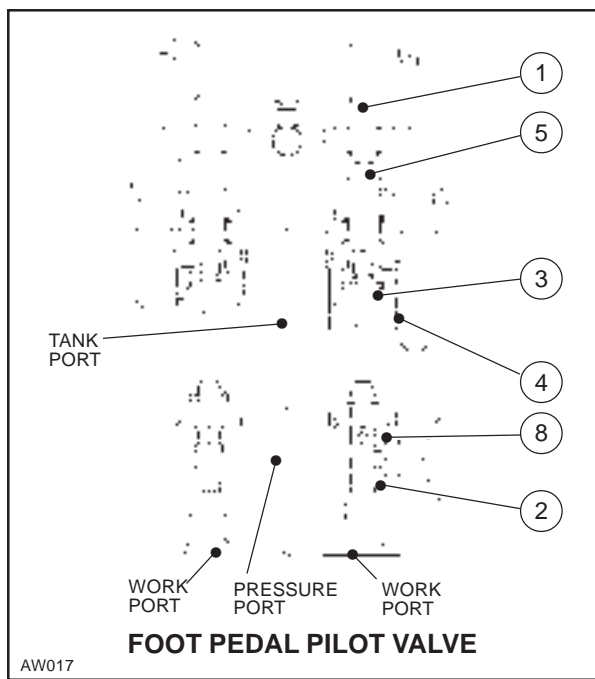 1
5
3
TANK
PORT
4
8
2
WORK
PORT
PRESSURE
PORT
WORK
PORT
FOOT PEDAL PILOT VALVE
AW017